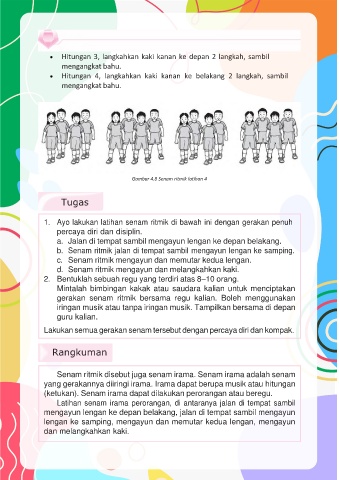 • Hitungan 3, langkahkan kaki kanan ke depan 2 langkah, sambil
mengangkat bahu.
• Hitungan 4, langkahkan kaki kanan ke belakang 2 langkah, sambil
mengangkat bahu.
Gambar 4.5 Senam ritmik latihan 4
Tugas
1. Ayo lakukan latihan senam ritmik di bawah ini dengan gerakan penuh
percaya diri dan disiplin.
a. Jalan di tempat sambil mengayun lengan ke depan belakang.
b. Senam ritmik jalan di tempat sambil mengayun lengan ke samping.
c. Senam ritmik mengayun dan memutar kedua lengan.
d. Senam ritmik mengayun dan melangkahkan kaki.
2. Bentuklah sebuah regu yang terdiri atas 8–10 orang.
Mintalah bimbingan kakak atau saudara kalian untuk menciptakan
gerakan senam ritmik bersama regu kalian. Boleh menggunakan
iringan musik atau tanpa iringan musik. Tampilkan bersama di depan
guru kalian.
Lakukan semua gerakan senam tersebut dengan percaya diri dan kompak.
Rangkuman
Senam ritmik disebut juga senam irama. Senam irama adalah senam
yang gerakannya diiringi irama. Irama dapat berupa musik atau hitungan
(ketukan). Senam irama dapat dilakukan perorangan atau beregu.
Latihan senam irama perorangan, di antaranya jalan di tempat sambil
mengayun lengan ke depan belakang, jalan di tempat sambil mengayun
lengan ke samping, mengayun dan memutar kedua lengan, mengayun
dan melangkahkan kaki.